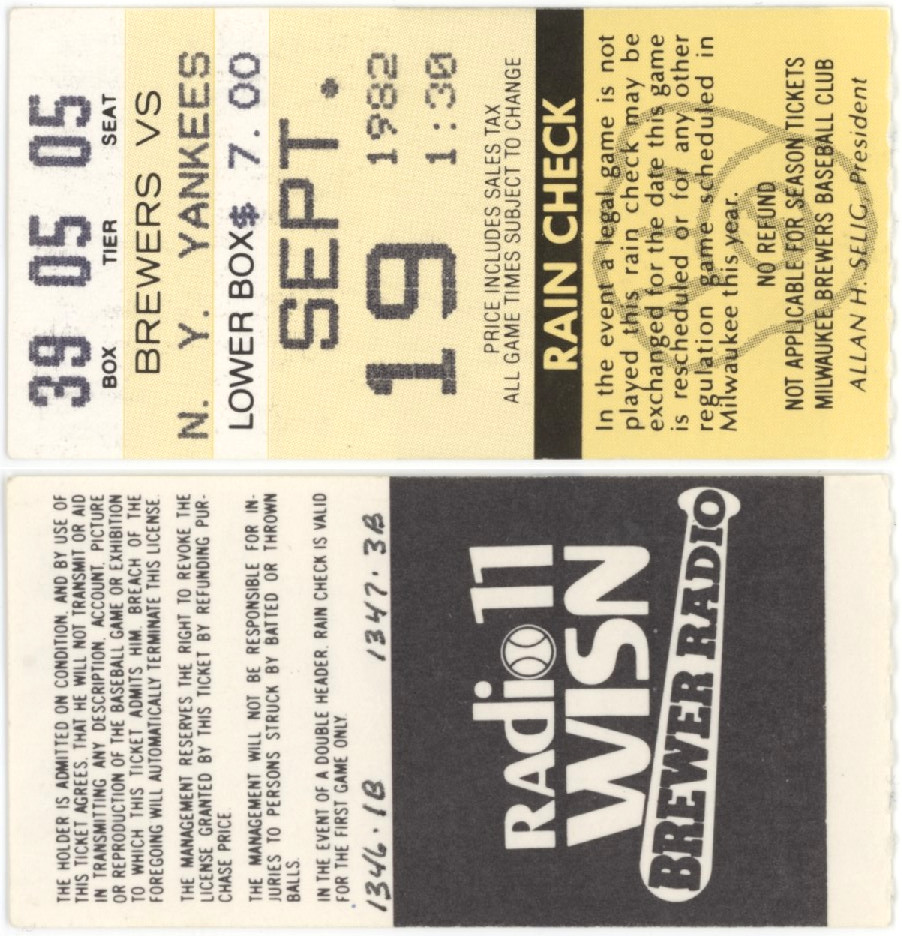 39 05 05
BOX TIER SEAT
BREWERS VS
N. Y. YANKEES
LOWER BOX$ 7.00
SEPT.
19 1982
1:30
PRICE INCLUDES SALES TAX
ALL GAME TIMES SUBJECT TO CHANGE
RAIN CHECK
In the event a legal game is not
played this rain check may be
exchanged for the date this game
is rescheduled or for any other
regulation game scheduled in
Milwaukee this year.
NO REFUND
NOT APPLICABLE FOR SEASON TICKETS
MILWAUKEE BREWERS BASEBALL CLUB
ALLAN H. SELIG, President
THE HOLDER IS ADMITTED ON CONDITION, AND BY USE OF
THIS TICKET AGREES, THAT HE WILL NOT TRANSMIT OR AID
IN TRANSMITTING ANY DESCRIPTION, ACCOUNT, PICTURE
OR REPRODUCTION OF THE BASEBALL GAME OR EXHIBITION
TO WHICH THIS TICKET ADMITS HIM. BREACH OF THE
FOREGOING WILL AUTOMATICALLY TERMINATE THIS LICENSE.
THE MANAGEMENT RESERVES THE RIGHT TO REVOKE THE
LICENSE GRANTED BY THIS TICKET BY REFUNDING PUR-
CHASE PRICE
THE MANAGEMENT WILL NOT BE RESPONSIBLE FOR IN-
JURIES TO PERSONS STRUCK BY BATTED OR THROWN
BALLS.
IN THE EVENT OF A DOUBLE HEADER, RAIN CHECK IS VALID
FOR THE FIRST GAME ONLY.
1346·1B 1347·3B
RADiO 11
WISN
BREWER RADIO